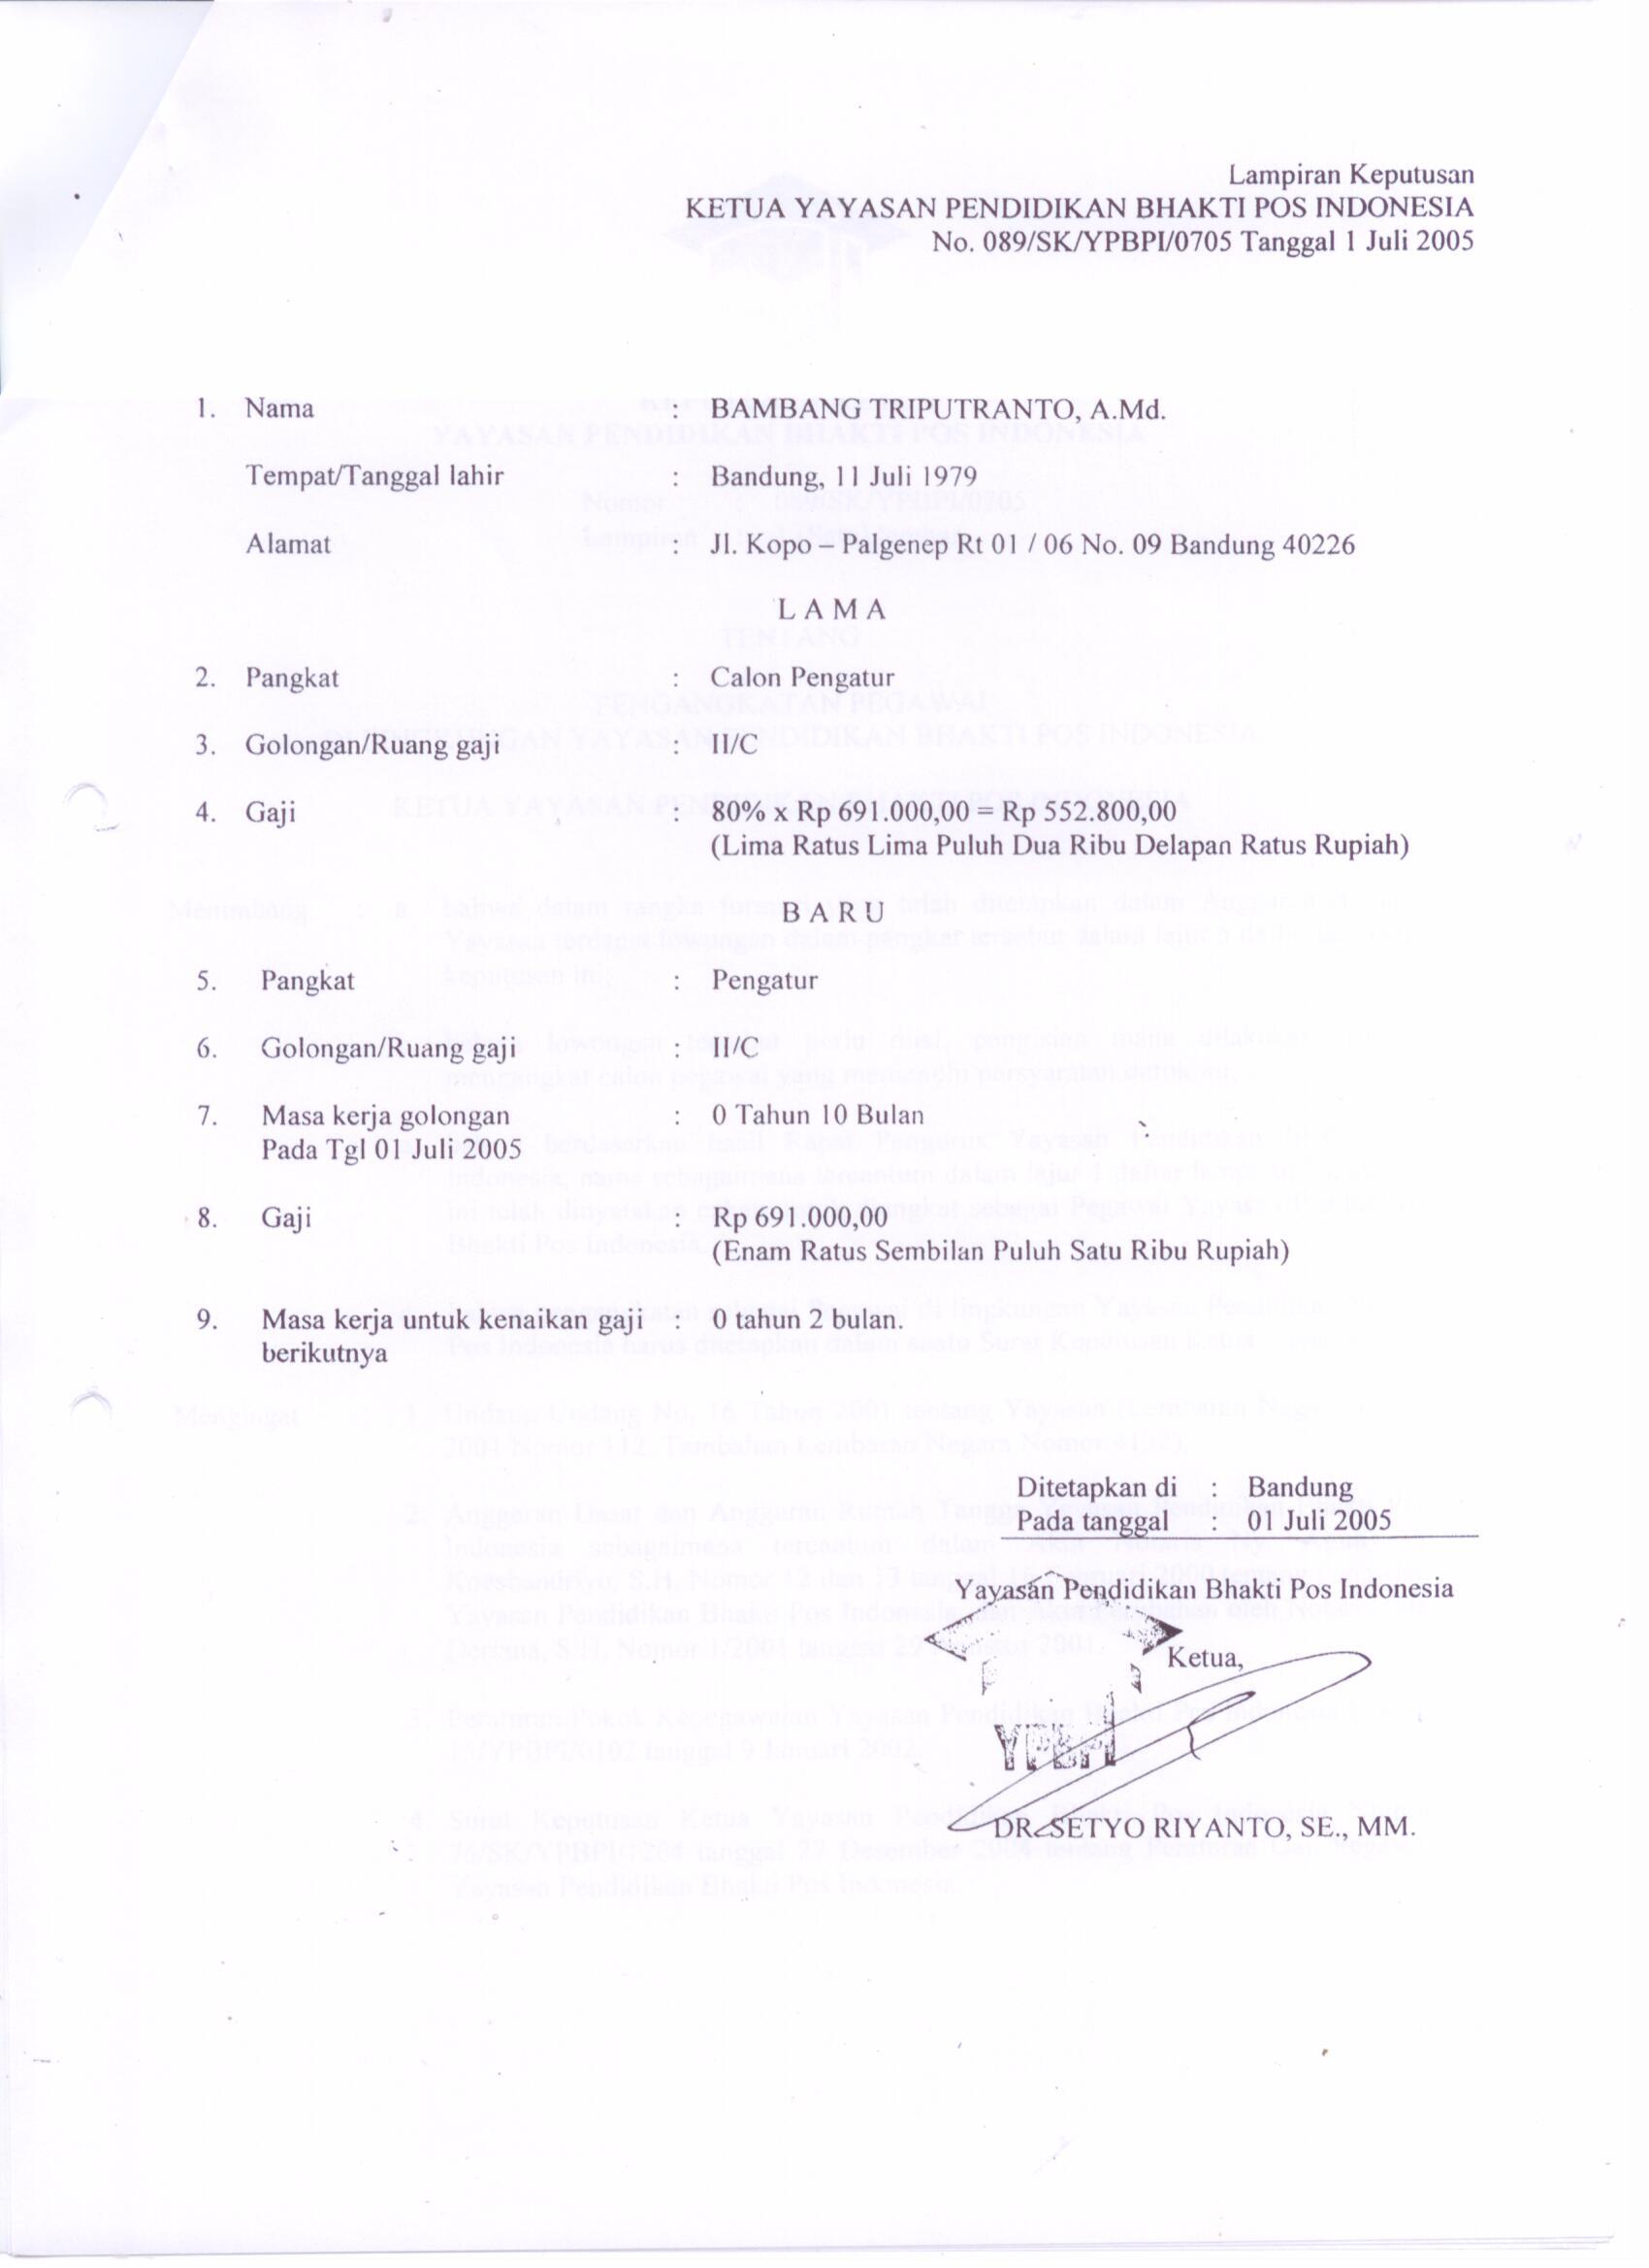 Lampiran Keputusan
KETUA YAYASAN PENDIDIKAN BHAKTI POS INDONESIA
No. 089/SK/YPBPI/0705 Tanggal 1 Juli 2005
1. Nama : BAMBANG TRIPUTRANTO, A.Md.
Tempat/Tanggal lahir : Bandung, 11 Juli 1979
Alamat : Jl. Kopo – Palgenep Rt 01 / 06 No. 09 Bandung 40226
L A M A
2. Pangkat : Calon Pengatur
3. Golongan/Ruang gaji : II/C
4. Gaji : 80% x Rp 691.000,00 = Rp 552.800,00
(Lima Ratus Lima Puluh Dua Ribu Delapan Ratus Rupiah)
B A R U
5. Pangkat : Pengatur
6. Golongan/Ruang gaji : II/C
7. Masa kerja golongan : 0 Tahun 10 Bulan
Pada Tgl 01 Juli 2005
8. Gaji : Rp 691.000,00
(Enam Ratus Sembilan Puluh Satu Ribu Rupiah)
9. Masa kerja untuk kenaikan gaji : 0 tahun 2 bulan.
berikutnya
Ditetapkan di : Bandung
Pada tanggal : 01 Juli 2005
Yayasan Pendidikan Bhakti Pos Indonesia
Ketua,
YPBPI
DR. SETYO RIYANTO, SE., MM.